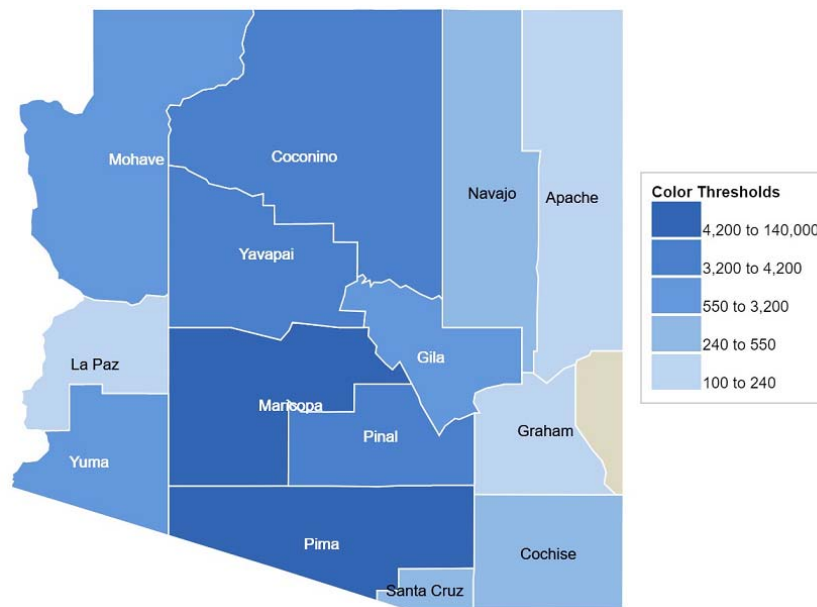 Mohave
Coconino
Navajo
Apache
Yavapai
La Paz
Gila
Maricopa
Pinal
Graham
Yuma
Pima
Cochise
Santa Cruz
Color Thresholds
4,200 to 140,000
3,200 to 4,200
550 to 3,200
240 to 550
100 to 240